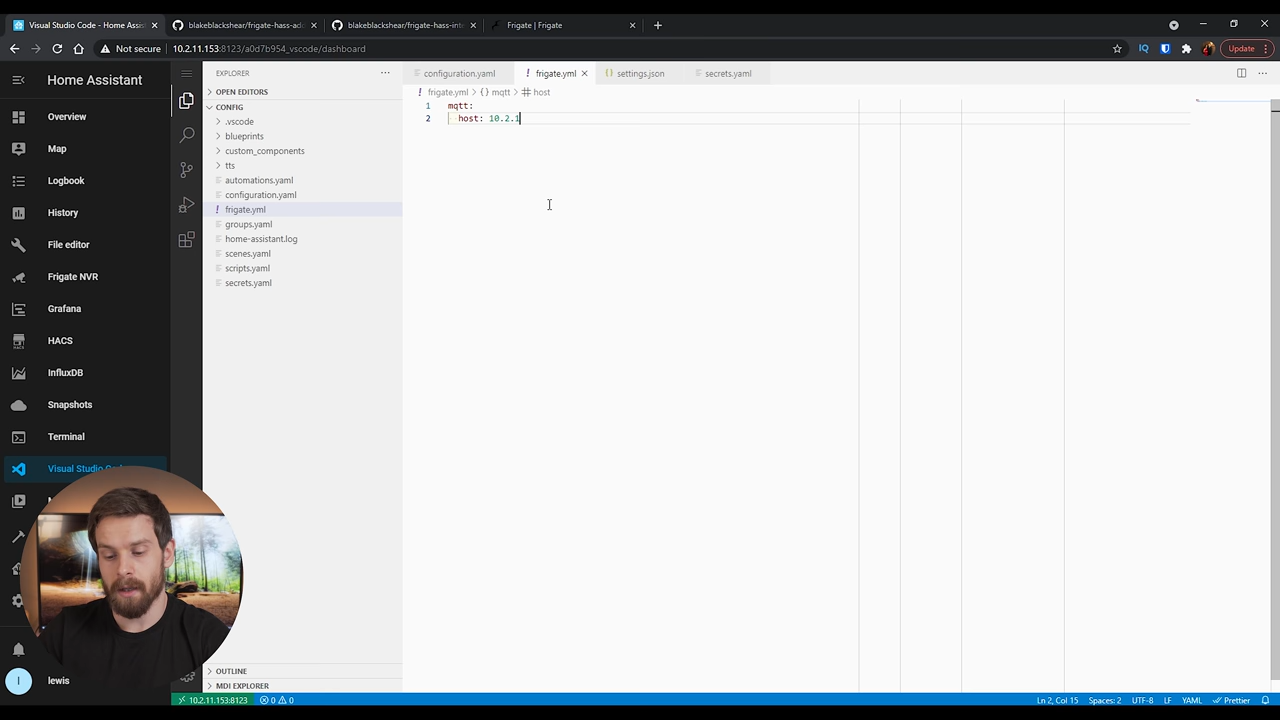 Visual Studio Code - Home Assis
blakeblackshear/frigate-hass-add
blakeblackshear/frigate-hass-int
Frigate | Frigate
Not secure
10.2.11.153:8123/a0d7b954_vscode/dashboard
Update
Home Assistant
Overview
Map
Logbook
History
File editor
Frigate NVR
Grafana
HACS
InfluxDB
Snapshots
Terminal
Visual Studio Code
lewis
EXPLORER
OPEN EDITORS
CONFIG
.vscode
blueprints
custom_components
tts
automations.yaml
configuration.yaml
frigate.yml
groups.yaml
home-assistant.log
scenes.yaml
scripts.yaml
secrets.yaml
OUTLINE
MDI EXPLORER
configuration.yaml
frigate.yml
settings.json
secrets.yaml
frigate.yml > {} mqtt > host
1 mqtt:
2 host: 10.2.1
10.2.11.153:8123
0 0
Ln 2, Col 15
Spaces: 2
UTF-8
LF
YAML
Prettier